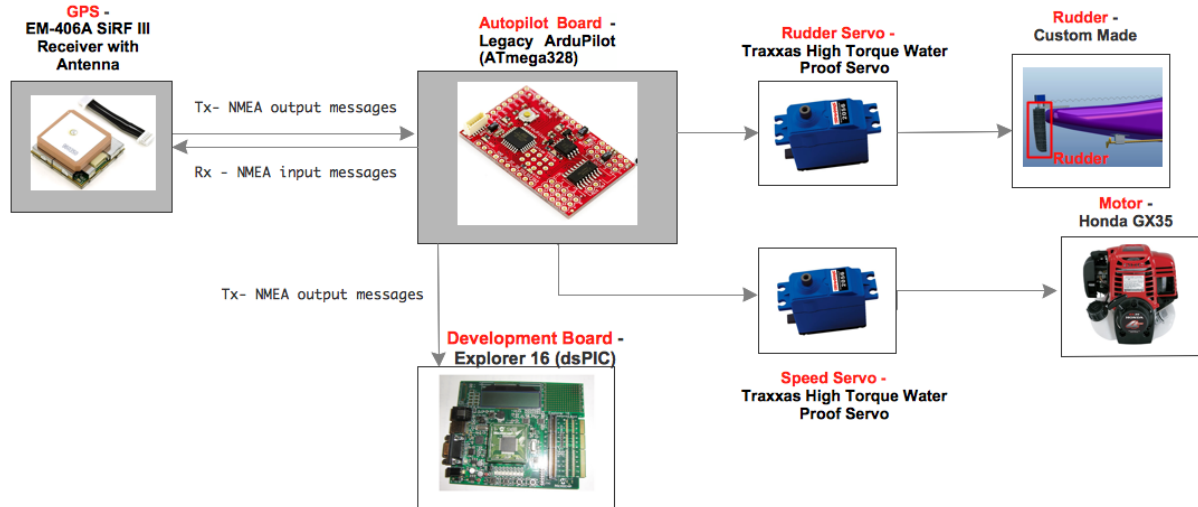 GPS -
EM-406A SiRF III
Receiver with
Antenna
Autopilot Board -
Legacy ArduPilot
(ATmega328)
Rudder Servo -
Traxxas High Torque Water
Proof Servo
Rudder -
Custom Made
Tx- NMEA output messages
Rx - NMEA input messages
2056
Rudder
Motor -
Honda GX35
Tx- NMEA output messages
2056
Development Board -
Explorer 16 (dsPIC)
Speed Servo -
Traxxas High Torque Water
Proof Servo